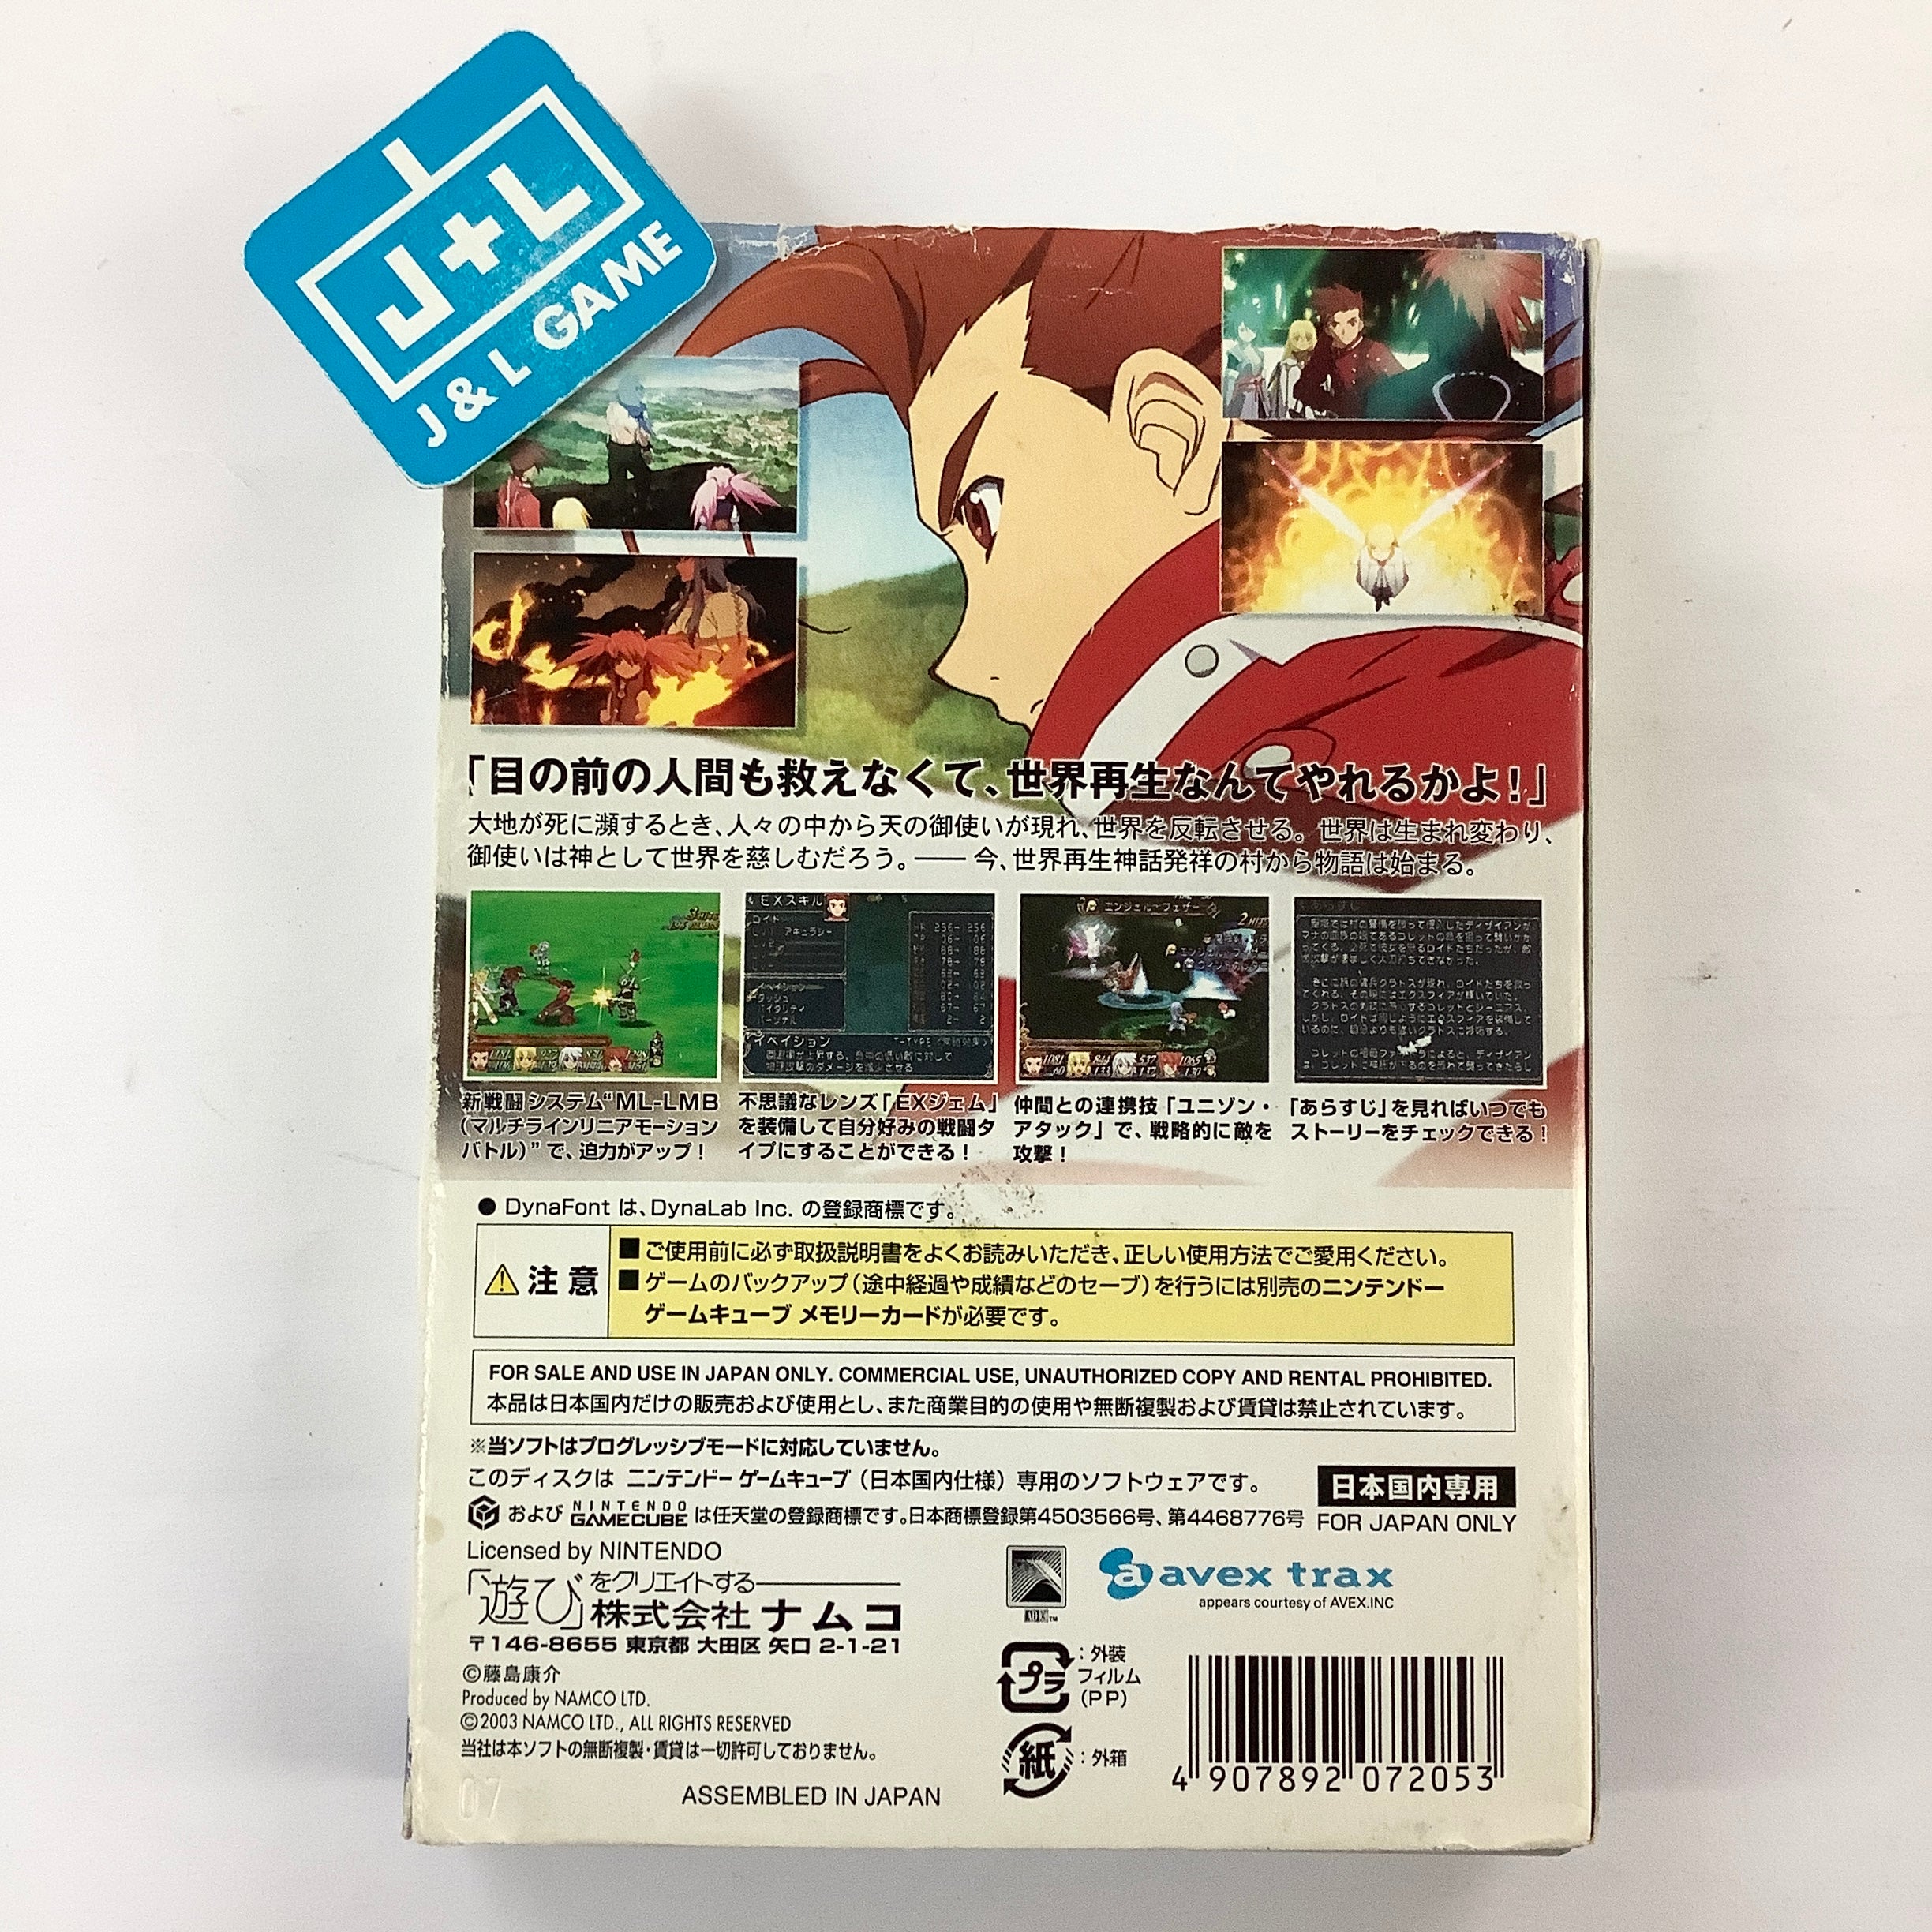 J+L
J & L GAME
「目の前の人間も救えなくて、世界再生なんてやれるかよ!」
大地が死に瀕するとき、人々の中から天の御使いが現れ、世界を反転させる。世界は生まれ変わり、
御使いは神として世界を慈しむだろう。── 今、世界再生神話発祥の村から物語は始まる。
EXスキル
ロイド
イベイション
エンジェル・フェザー
あらすじ
新戦闘システム“ML-LMB
(マルチラインリニアモーション
バトル)”で、迫力がアップ!
不思議なレンズ「EXジェム」
を装備して自分好みの戦闘タ
イプにすることができる!
仲間との連携技「ユニゾン・
アタック」で、戦略的に敵を
攻撃!
「あらすじ」を見ればいつでも
ストーリーをチェックできる!
● DynaFont は、DynaLab Inc. の登録商標です。
注意
■ご使用前に必ず取扱説明書をよくお読みいただき、正しい使用方法でご愛用ください。
■ゲームのバックアップ(途中経過や成績などのセーブ)を行うには別売のニンテンドー
ゲームキューブ メモリーカードが必要です。
FOR SALE AND USE IN JAPAN ONLY. COMMERCIAL USE, UNAUTHORIZED COPY AND RENTAL PROHIBITED.
本品は日本国内だけの販売および使用とし、また商業目的の使用や無断複製および賃貸は禁止されています。
※当ソフトはプログレッシブモードに対応していません。
このディスクは ニンテンドー ゲームキューブ(日本国内仕様)専用のソフトウェアです。
および NINTENDO GAMECUBE は任天堂の登録商標です。日本商標登録第4503566号、第4468776号
日本国内専用
FOR JAPAN ONLY
Licensed by NINTENDO
「遊び」をクリエイトする──
株式会社ナムコ
〒146-8655 東京都 大田区 矢口 2-1-21
©藤島康介
Produced by NAMCO LTD.
©2003 NAMCO LTD., ALL RIGHTS RESERVED
当社は本ソフトの無断複製・賃貸は一切許可しておりません。
07
ASSEMBLED IN JAPAN
ADX™
avex trax
appears courtesy of AVEX.INC
プラ
:外装
フィルム
(PP)
紙
:外箱
4 907892 072053